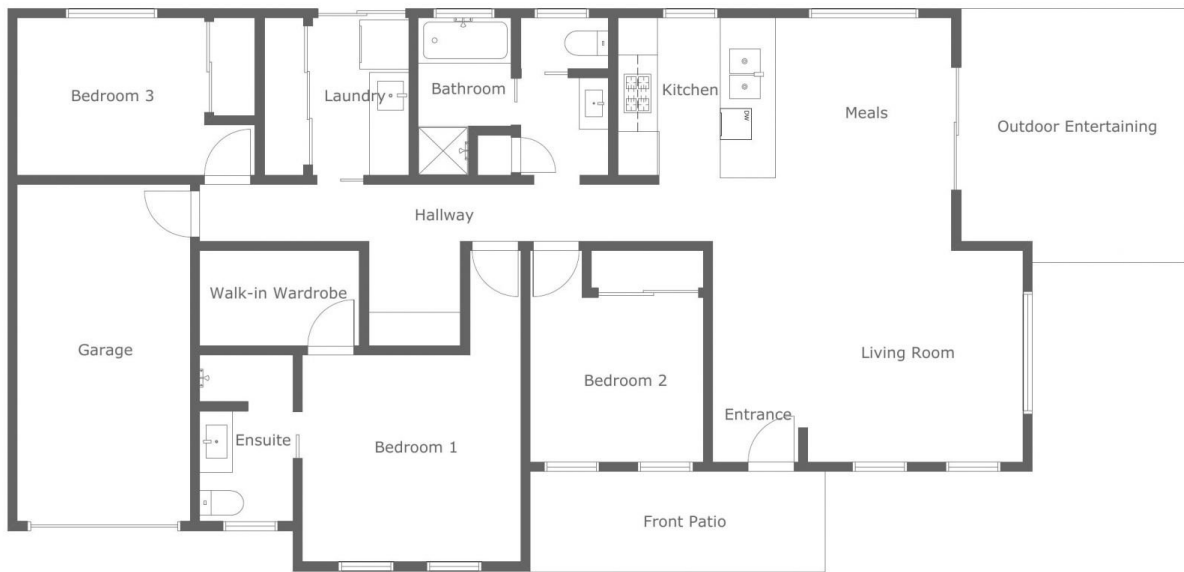 Bedroom 3
Laundry
Bathroom
Kitchen
DW
Meals
Outdoor Entertaining
Hallway
Walk-in Wardrobe
Garage
Living Room
Bedroom 2
Entrance
Ensuite
Bedroom 1
Front Patio